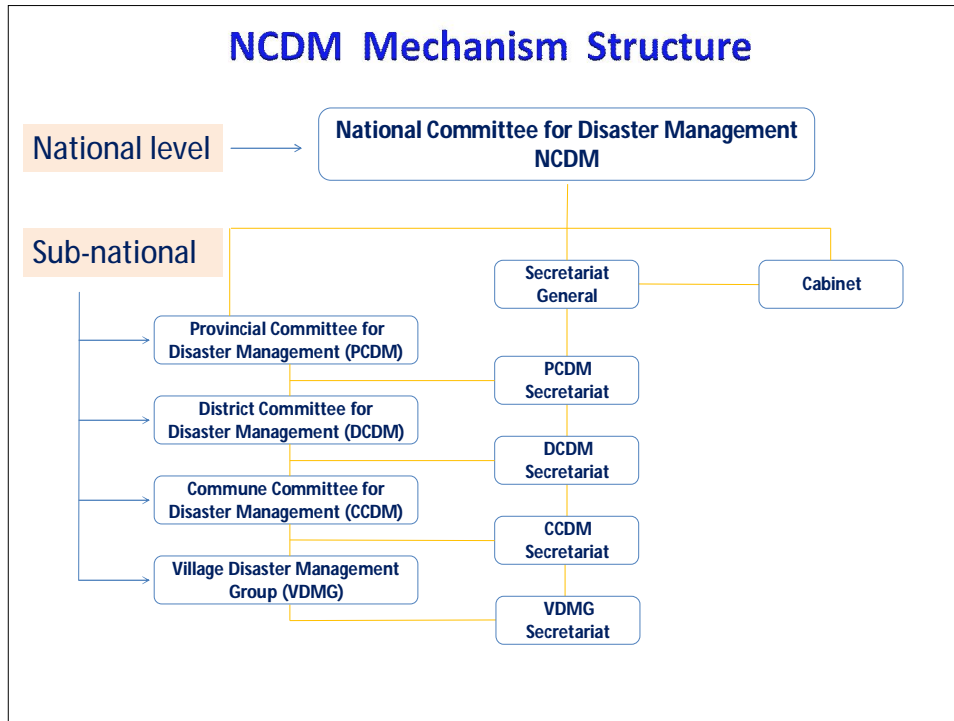 NCDM Mechanism Structure
National level
National Committee for Disaster Management
NCDM
Sub-national
Secretariat
General
Cabinet
Provincial Committee for
Disaster Management (PCDM)
PCDM
Secretariat
District Committee for
Disaster Management (DCDM)
DCDM
Secretariat
Commune Committee for
Disaster Management (CCDM)
CCDM
Secretariat
Village Disaster Management
Group (VDMG)
VDMG
Secretariat